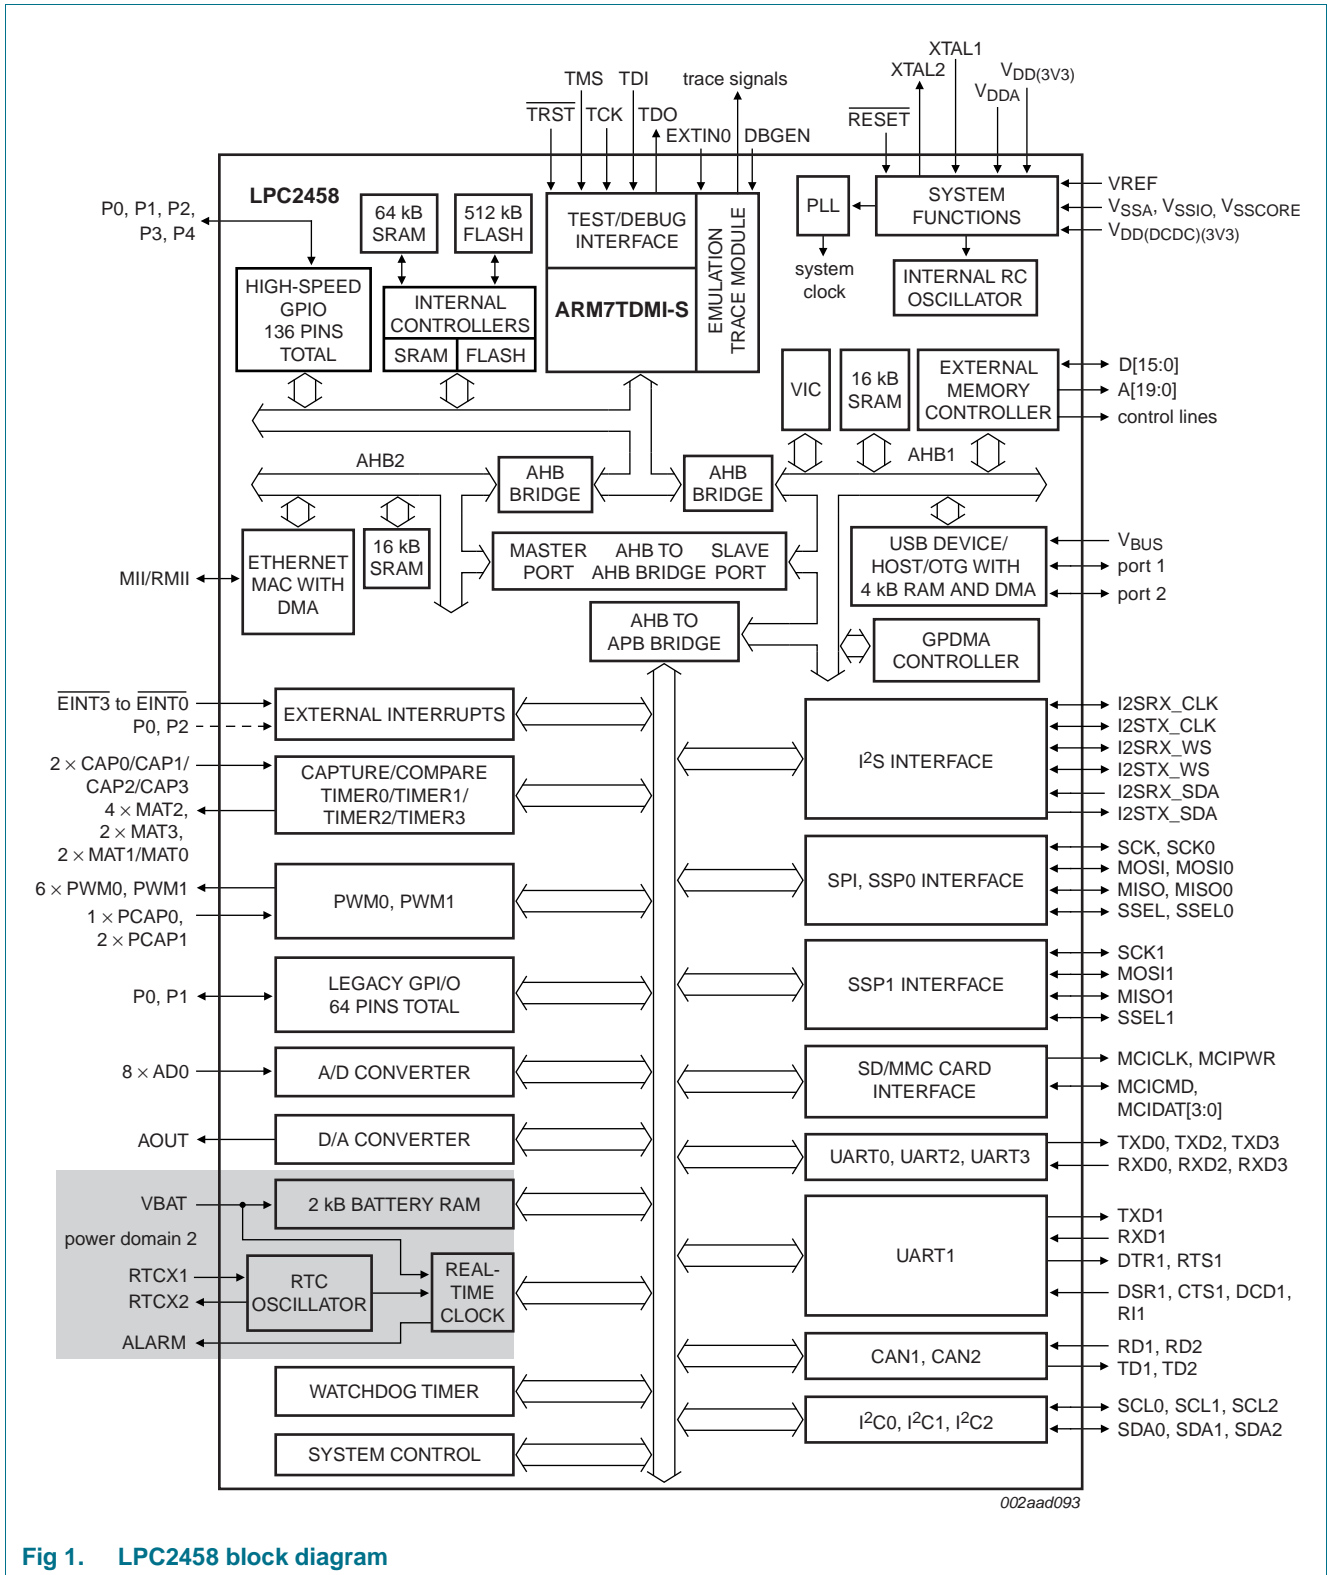 XTAL1
XTAL2
VDD(3V3)
VDDA
TMS TDI
trace signals
TRST TCK TDO
RESET
EXTIN0 DBGEN
LPC2458
P0, P1, P2,
P3, P4
64 kB
SRAM
512 kB
FLASH
TEST/DEBUG
INTERFACE
EMULATION
TRACE MODULE
PLL
SYSTEM
FUNCTIONS
VREF
VSSA, VSSIO, VSSCORE
VDD(DCDC)(3V3)
system
clock
INTERNAL RC
OSCILLATOR
HIGH-SPEED
GPIO
136 PINS
TOTAL
INTERNAL
CONTROLLERS
SRAM FLASH
ARM7TDMI-S
VIC
16 kB
SRAM
EXTERNAL
MEMORY
CONTROLLER
D[15:0]
A[19:0]
control lines
AHB2
AHB
BRIDGE
AHB
BRIDGE
AHB1
ETHERNET
MAC WITH
DMA
MII/RMII
16 kB
SRAM
MASTER
PORT
AHB TO
AHB BRIDGE
SLAVE
PORT
USB DEVICE/
HOST/OTG WITH
4 kB RAM AND DMA
VBUS
port 1
port 2
AHB TO
APB BRIDGE
GPDMA
CONTROLLER
EINT3 to EINT0
P0, P2
EXTERNAL INTERRUPTS
I2S INTERFACE
I2SRX_CLK
I2STX_CLK
I2SRX_WS
I2STX_WS
I2SRX_SDA
I2STX_SDA
2 × CAP0/CAP1/
CAP2/CAP3
4 × MAT2,
2 × MAT3,
2 × MAT1/MAT0
CAPTURE/COMPARE
TIMER0/TIMER1/
TIMER2/TIMER3
SPI, SSP0 INTERFACE
SCK, SCK0
MOSI, MOSI0
MISO, MISO0
SSEL, SSEL0
6 × PWM0, PWM1
1 × PCAP0,
2 × PCAP1
PWM0, PWM1
SSP1 INTERFACE
SCK1
MOSI1
MISO1
SSEL1
P0, P1
LEGACY GPI/O
64 PINS TOTAL
8 × AD0
A/D CONVERTER
SD/MMC CARD
INTERFACE
MCICLK, MCIPWR
MCICMD,
MCIDAT[3:0]
AOUT
D/A CONVERTER
UART0, UART2, UART3
TXD0, TXD2, TXD3
RXD0, RXD2, RXD3
VBAT
2 kB BATTERY RAM
power domain 2
RTCX1
RTCX2
RTC
OSCILLATOR
REAL-
TIME
CLOCK
ALARM
UART1
TXD1
RXD1
DTR1, RTS1
DSR1, CTS1, DCD1,
RI1
WATCHDOG TIMER
CAN1, CAN2
RD1, RD2
TD1, TD2
SYSTEM CONTROL
I2C0, I2C1, I2C2
SCL0, SCL1, SCL2
SDA0, SDA1, SDA2
002aad093
Fig 1. LPC2458 block diagram